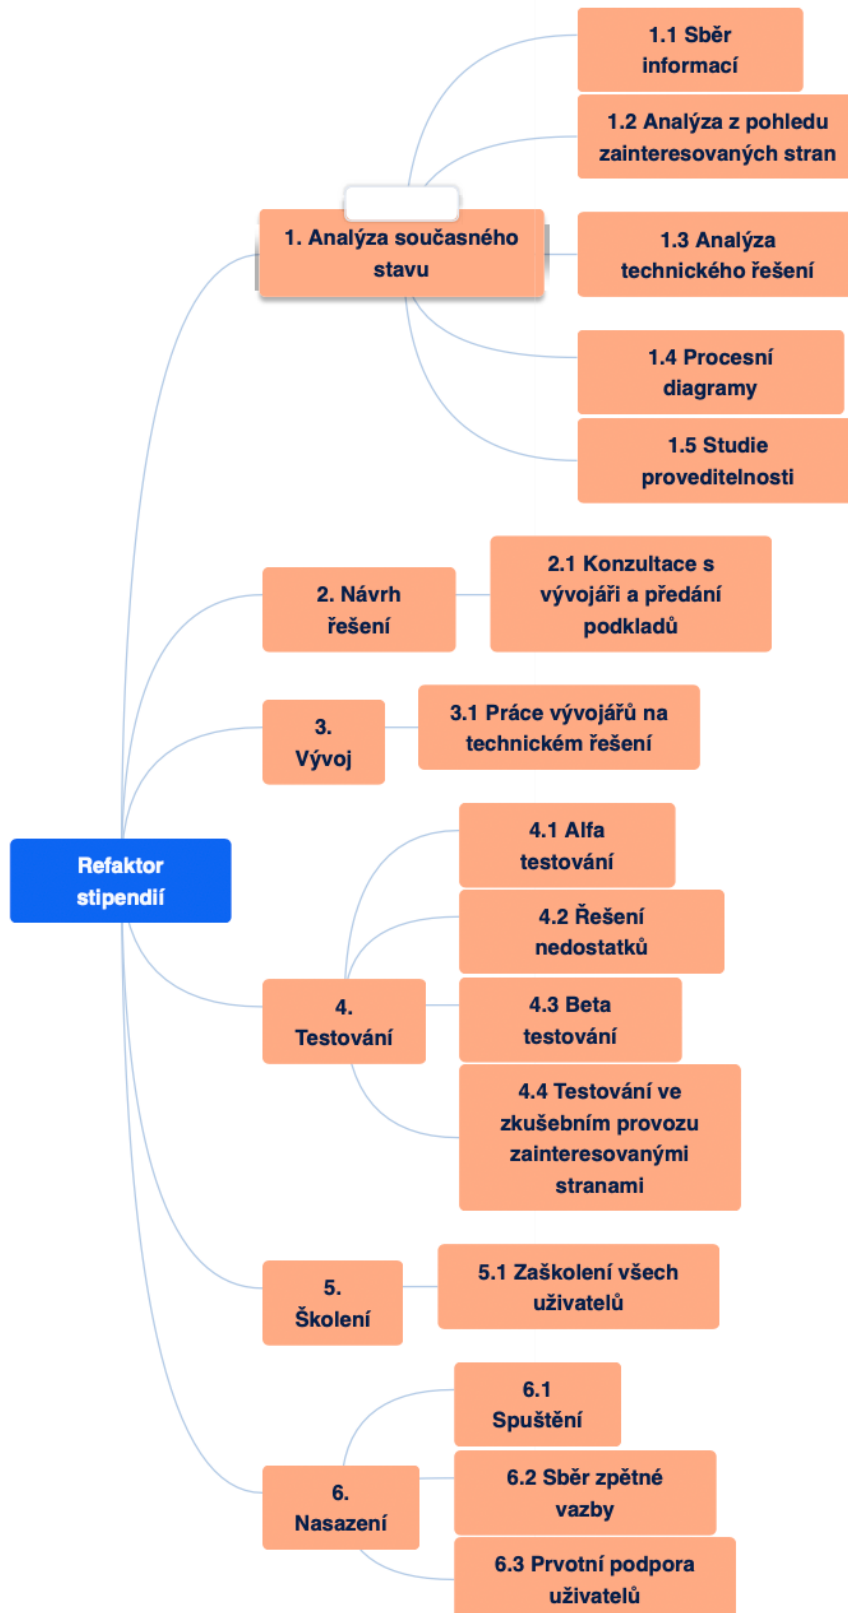 1.1 Sběr
informací
1.2 Analýza z pohledu
zainteresovaných stran
1. Analýza současného
stavu
1.3 Analýza
technického řešení
1.4 Procesní
diagramy
1.5 Studie
proveditelnosti
2. Návrh
řešení
2.1 Konzultace s
vývojáři a předání
podkladů
3.
Vývoj
3.1 Práce vývojářů na
technickém řešení
Refaktor
stipendií
4.1 Alfa
testování
4.2 Řešení
nedostatků
4.
Testování
4.3 Beta
testování
4.4 Testování ve
zkušebním provozu
zainteresovanými
stranami
5.
Školení
5.1 Zaškolení všech
uživatelů
6.1
Spuštění
6.
Nasazení
6.2 Sběr zpětné
vazby
6.3 Prvotní podpora
uživatelů